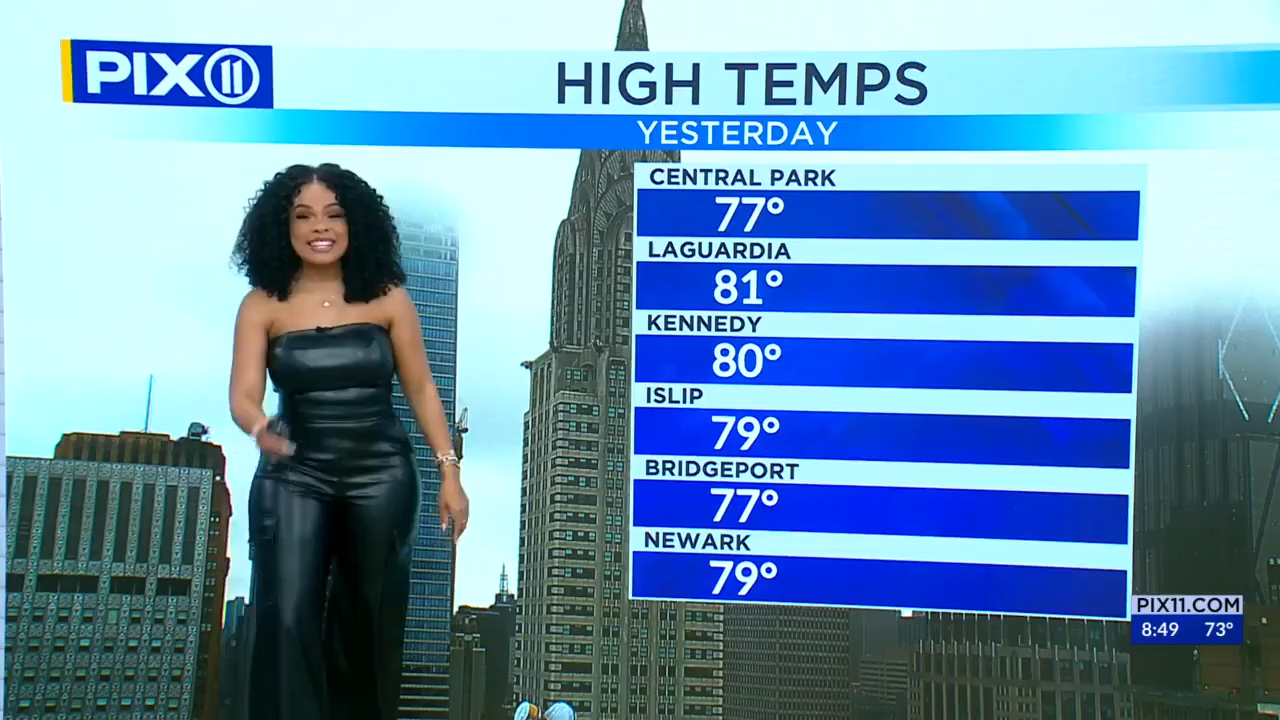 PIX11
HIGH TEMPS
YESTERDAY
CENTRAL PARK
77°
LAGUARDIA
81°
KENNEDY
80°
ISLIP
79°
BRIDGEPORT
77°
NEWARK
79°
PIX11.COM
8:49 73°